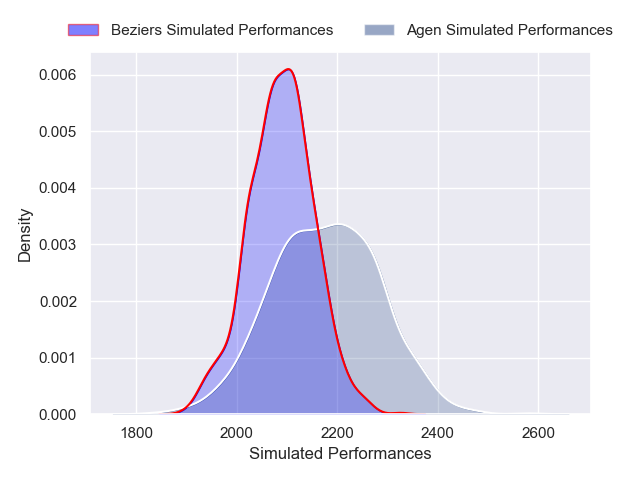 Beziers Simulated Performances Agen Simulated Performances
0.006
0.005
0.004
0.003
0.002
0.001
0.000
Density
1800 2000 2200 2400 2600
Simulated Performances